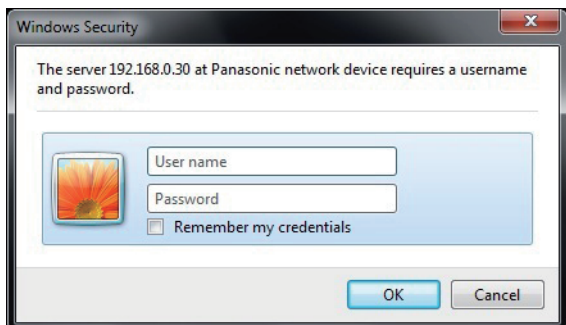 Windows Security
The server 192.168.0.30 at Panasonic network device requires a username
and password.
User name
Password
Remember my credentials
OK
Cancel